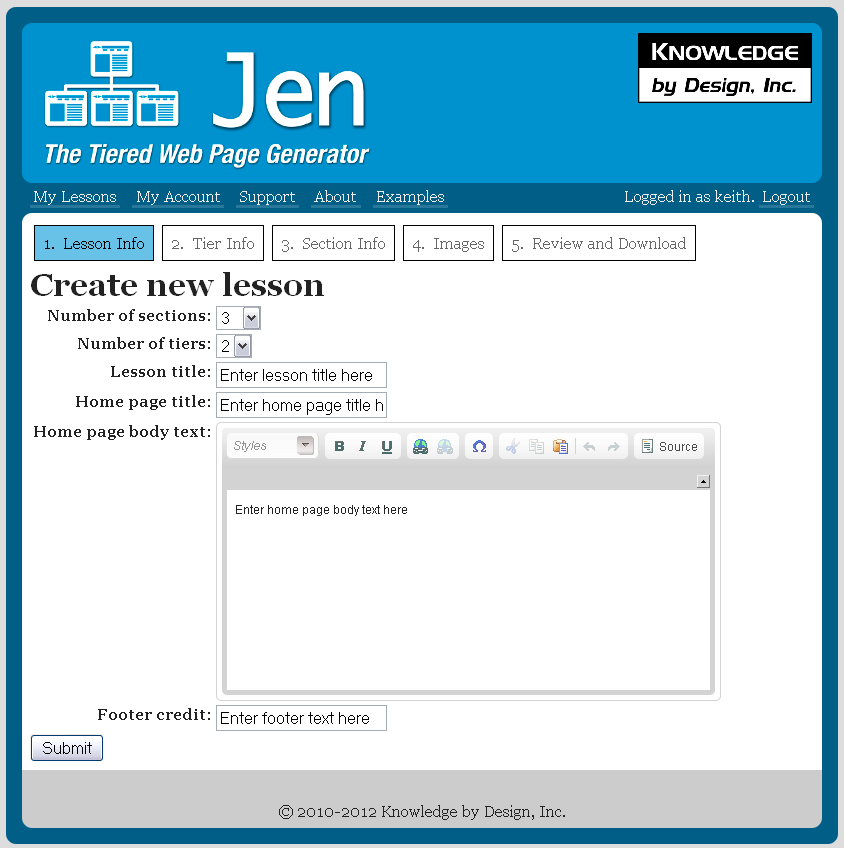 Jen
KNOWLEDGE
by Design, Inc.
The Tiered Web Page Generator
My Lessons My Account Support About Examples Logged in as keith. Logout
1. Lesson Info 2. Tier Info 3. Section Info 4. Images 5. Review and Download
Create new lesson
Number of sections: 3
Number of tiers: 2
Lesson title: Enter lesson title here
Home page title: Enter home page title h
Home page body text: Styles B I U Ω Source
Enter home page body text here
Footer credit: Enter footer text here
Submit
© 2010-2012 Knowledge by Design, Inc.